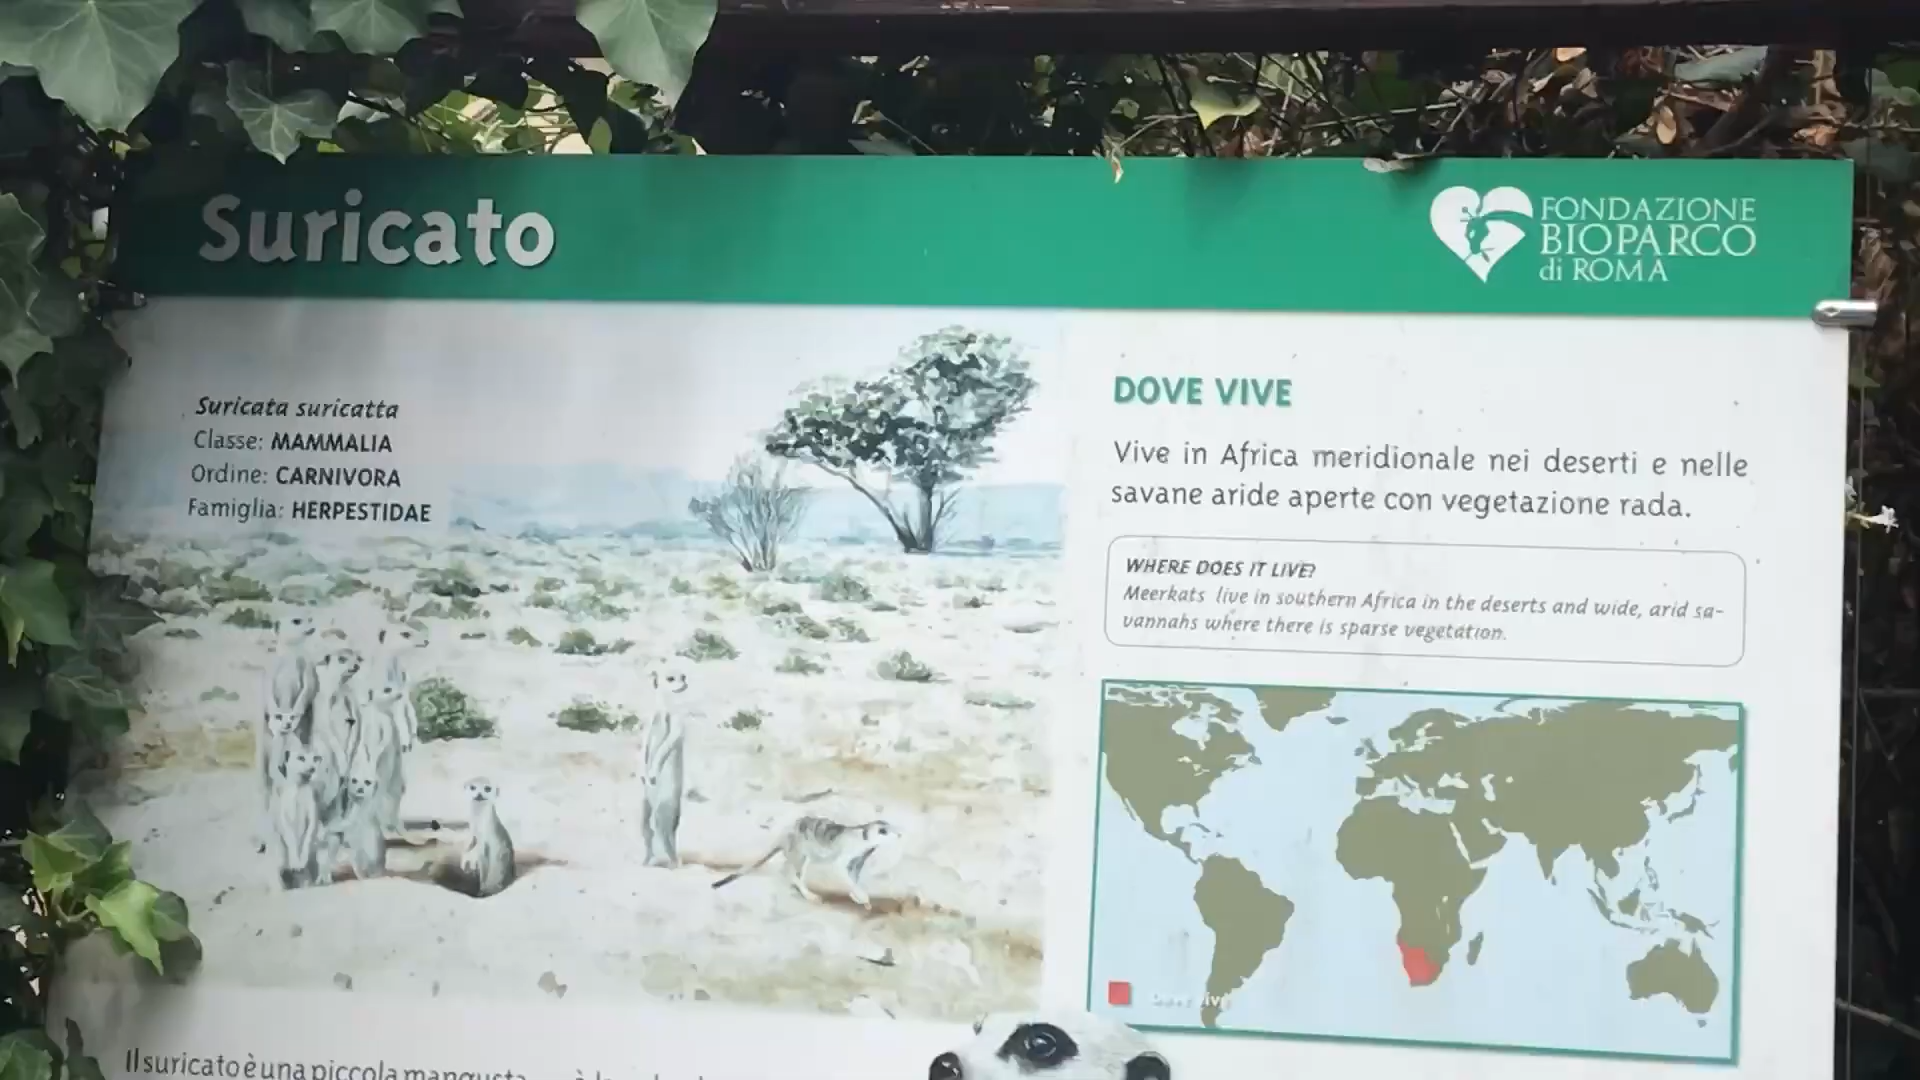 Suricato
FONDAZIONE
BIOPARCO
di ROMA
Suricata suricatta
Classe: MAMMALIA
Ordine: CARNIVORA
Famiglia: HERPESTIDAE
DOVE VIVE
Vive in Africa meridionale nei deserti e nelle
savane aride aperte con vegetazione rada.
WHERE DOES IT LIVE?
Meerkats live in southern Africa in the deserts and wide, arid sa-
vannahs where there is sparse vegetation.
Il suricato è una piccola mangusta